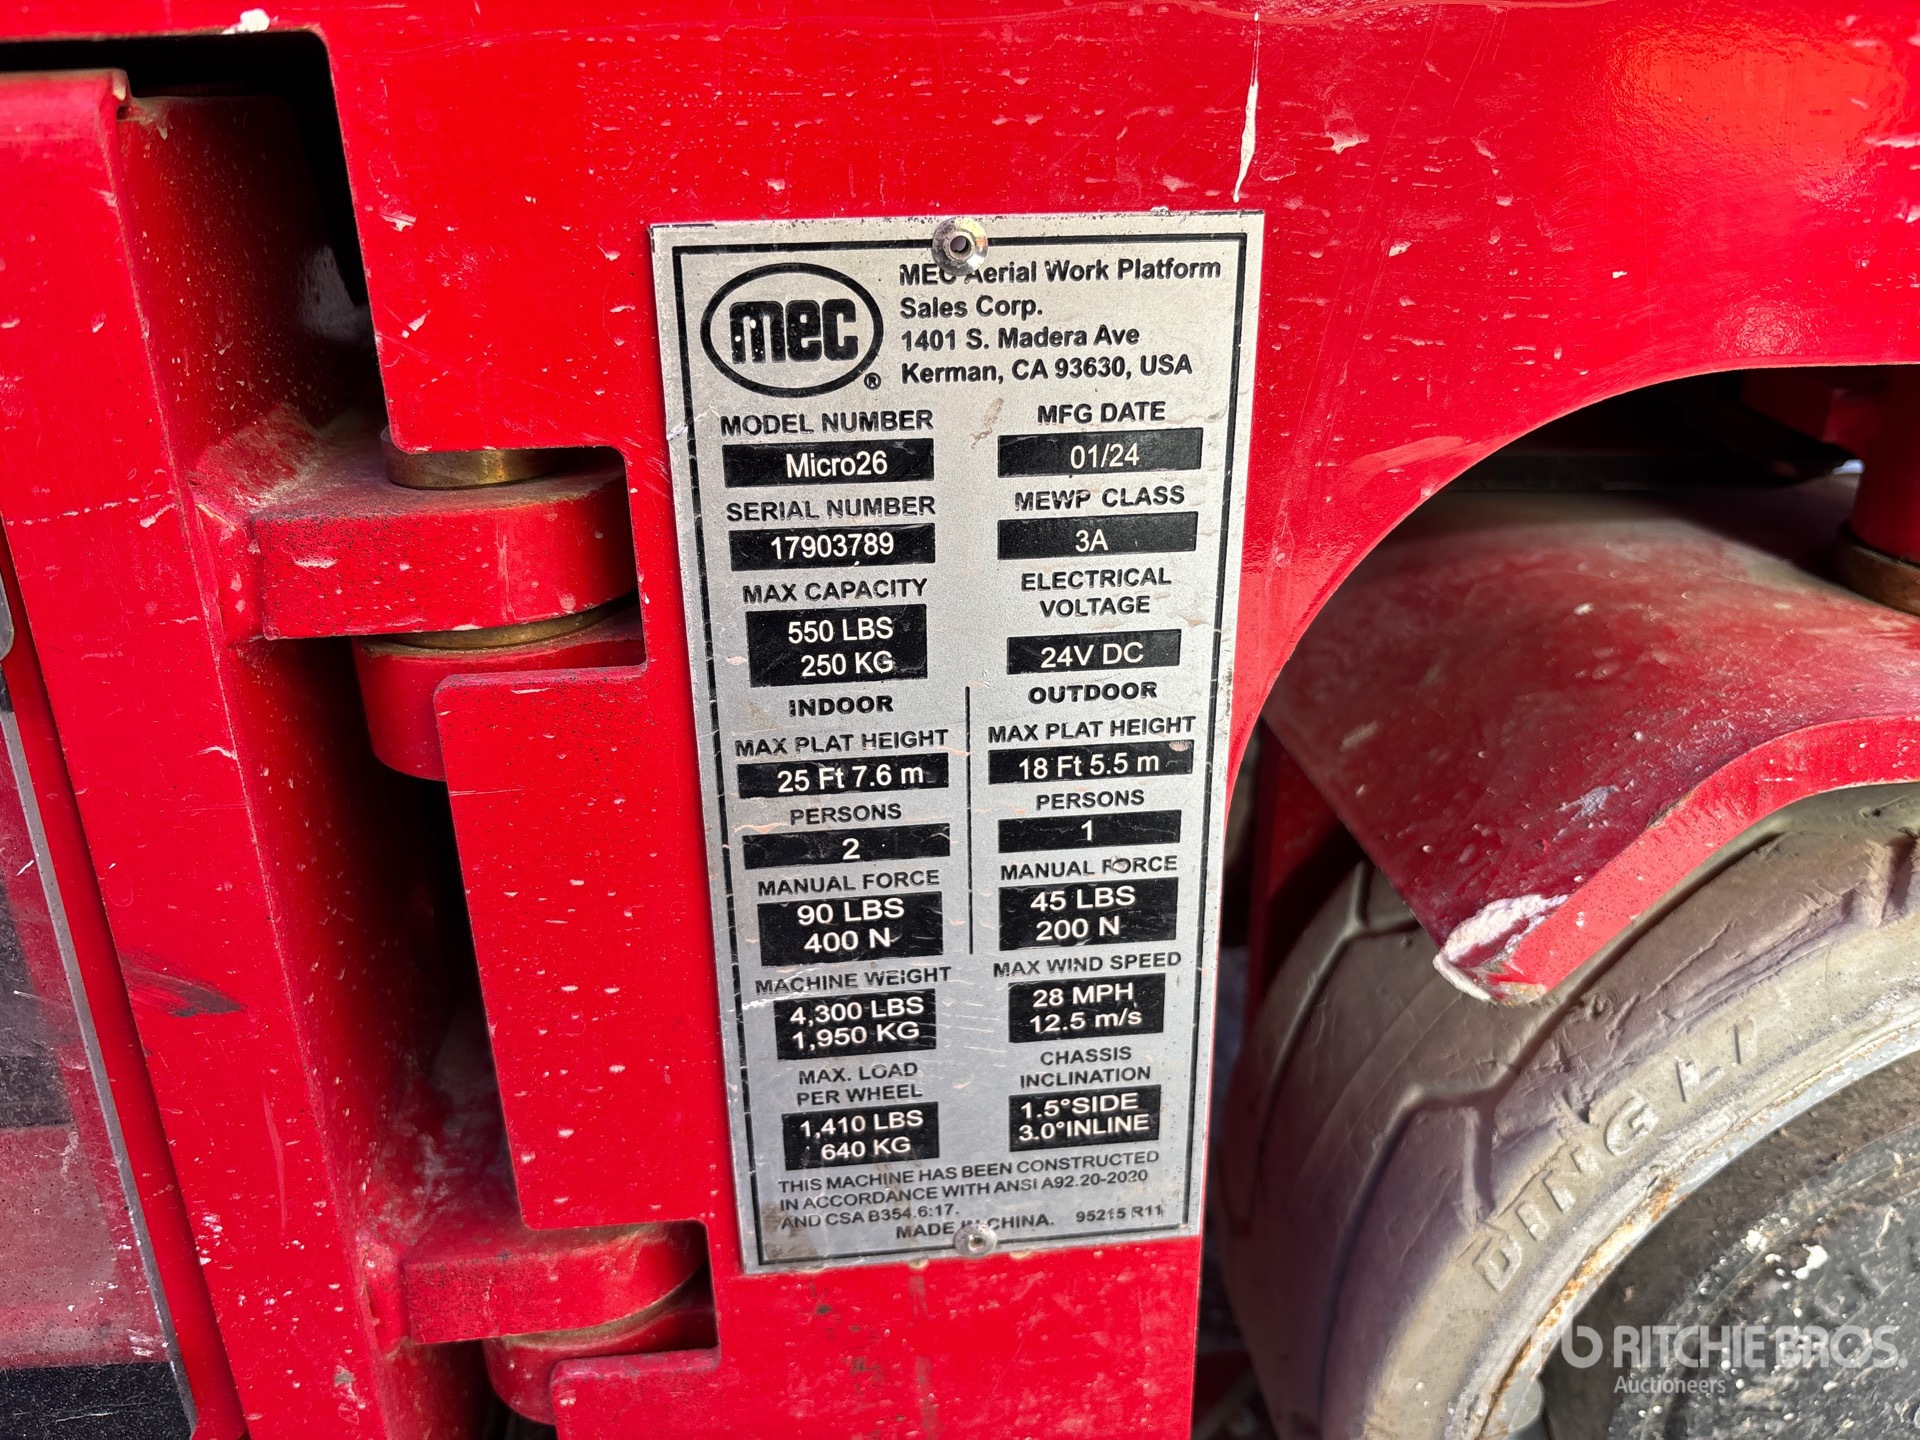 mec
®
MEC Aerial Work Platform
Sales Corp.
1401 S. Madera Ave
Kerman, CA 93630, USA
MODEL NUMBER
Micro26
MFG DATE
01/24
SERIAL NUMBER
17903789
MEWP CLASS
3A
MAX CAPACITY
550 LBS
250 KG
ELECTRICAL
VOLTAGE
24V DC
INDOOR
MAX PLAT HEIGHT
25 Ft 7.6 m
PERSONS
2
MANUAL FORCE
90 LBS
400 N
OUTDOOR
MAX PLAT HEIGHT
18 Ft 5.5 m
PERSONS
1
MANUAL FORCE
45 LBS
200 N
MACHINE WEIGHT
4,300 LBS
1,950 KG
MAX WIND SPEED
28 MPH
12.5 m/s
MAX. LOAD
PER WHEEL
1,410 LBS
640 KG
CHASSIS
INCLINATION
1.5°SIDE
3.0°INLINE
THIS MACHINE HAS BEEN CONSTRUCTED
IN ACCORDANCE WITH ANSI A92.20-2020
AND CSA B354.6:17.
MADE IN CHINA. 95215 R11
DINGLI
RITCHIE BROS.
Auctioneers